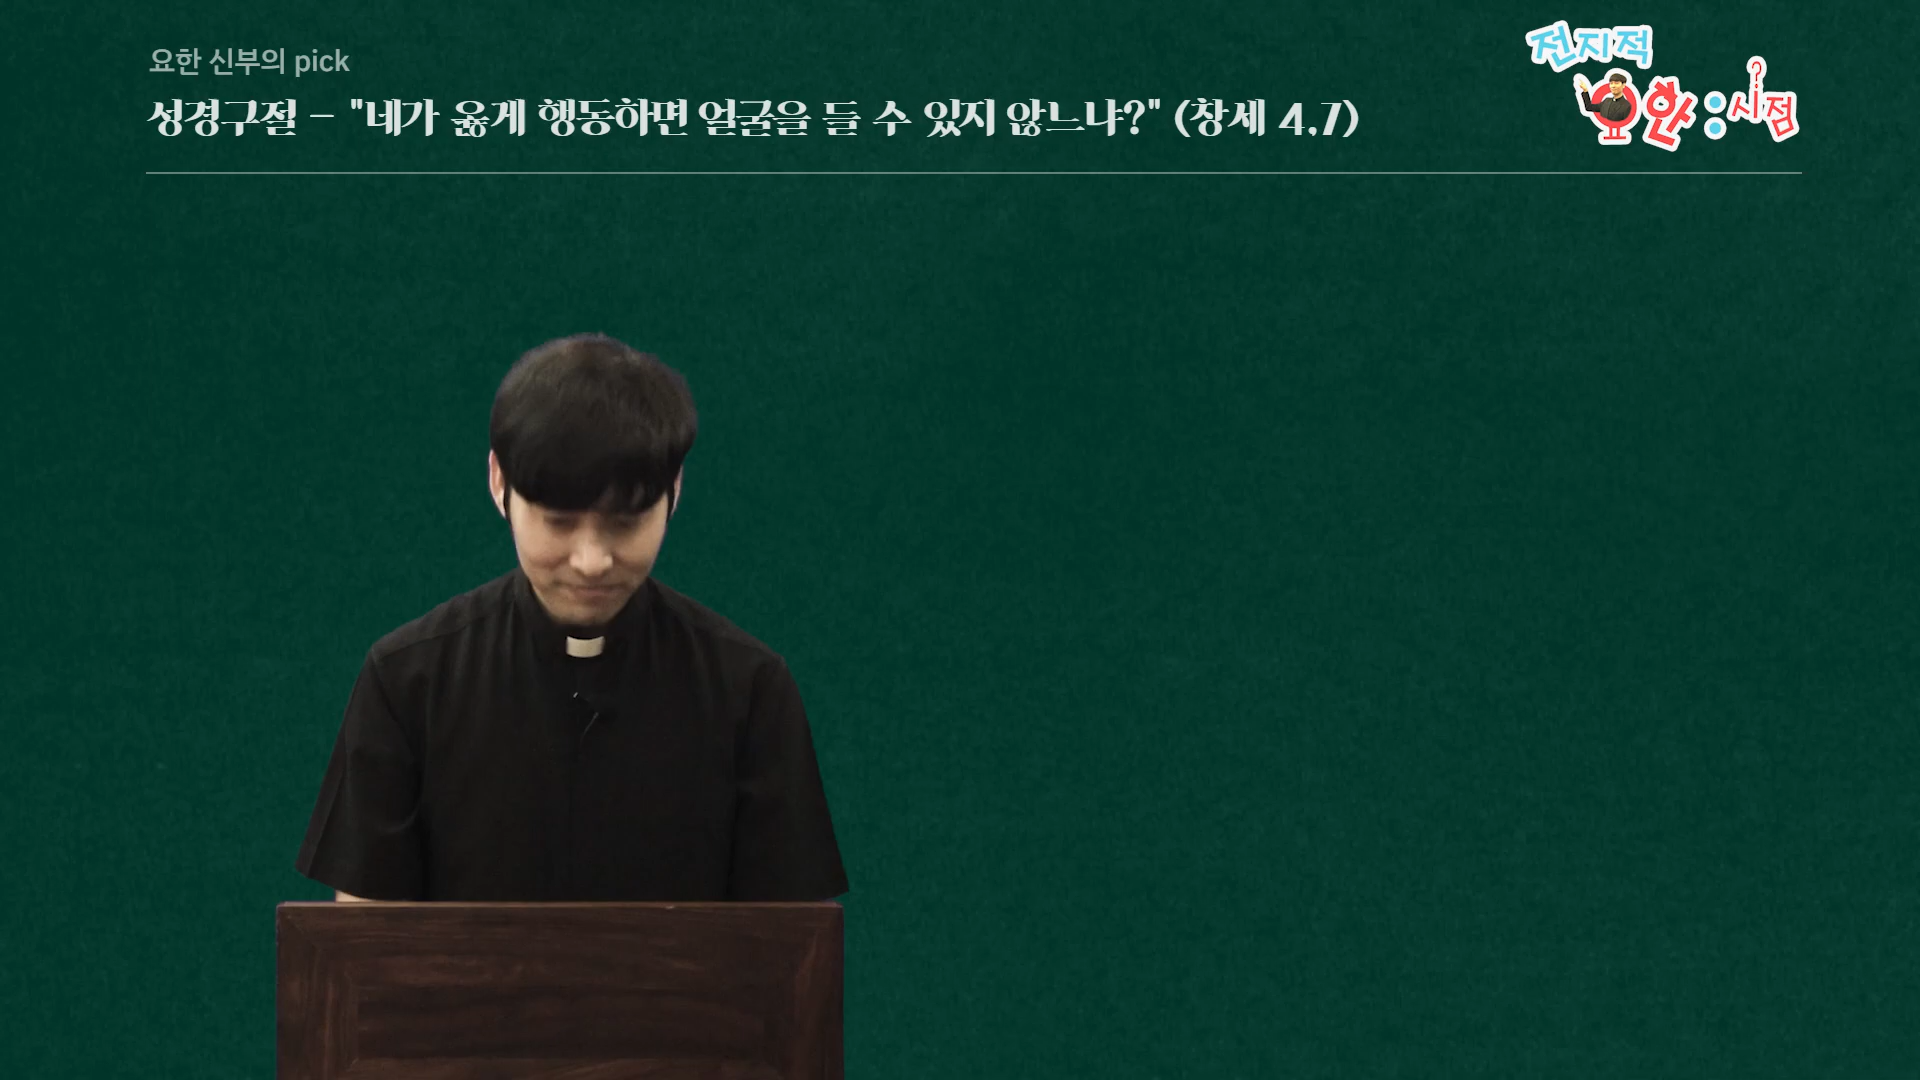 요한 신부의 pick
성경구절 – "네가 옳게 행동하면 얼굴을 들 수 있지 않느냐?" (창세 4,7)
전지적
요한:시점